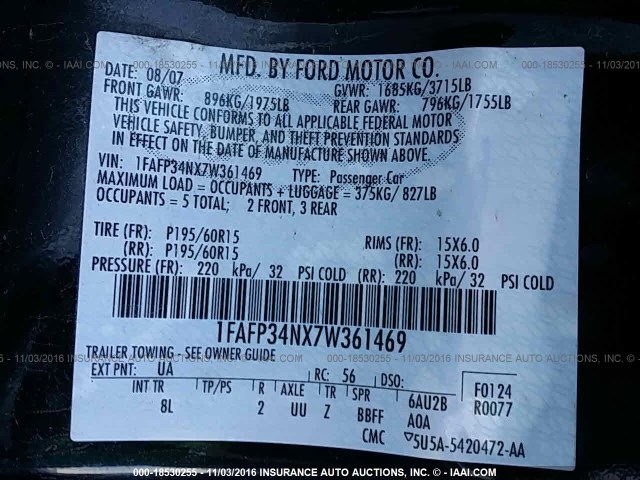 © 2016 - IAAI.COM
MFD. BY FORD MOTOR CO.
DATE: 08/07 GVWR: 1685KG/3715LB
FRONT GAWR: 896KG/1975LB REAR GAWR: 796KG/1755LB
THIS VEHICLE CONFORMS TO ALL APPLICABLE FEDERAL MOTOR
VEHICLE SAFETY, BUMPER, AND THEFT PREVENTION STANDARDS
IN EFFECT ON THE DATE OF MANUFACTURE SHOWN ABOVE.
VIN: 1FAFP34NX7W361469 TYPE: Passenger Car
MAXIMUM LOAD = OCCUPANTS + LUGGAGE = 375KG/ 827LB
OCCUPANTS = 5 TOTAL; 2 FRONT, 3 REAR
TIRE (FR): P195/60R15 RIMS (FR): 15X6.0
(RR): P195/60R15 (RR): 15X6.0
PRESSURE (FR): 220 kPa/ 32 PSI COLD (RR): 220 kPa/ 32 PSI COLD
1FAFP34NX7W361469
TRAILER TOWING - SEE OWNER GUIDE
EXT PNT: UA RC: 56 DSO:
INT TR TP/PS R AXLE TR SPR 6AU2B F0124
8L 2 UU Z BBFF AOA R0077
CMC 5U5A-5420472-AA
000-18530255 - 11/03/2016 INSURANCE AUTO AUCTIONS, INC. - © 2016 - IAAI.COM